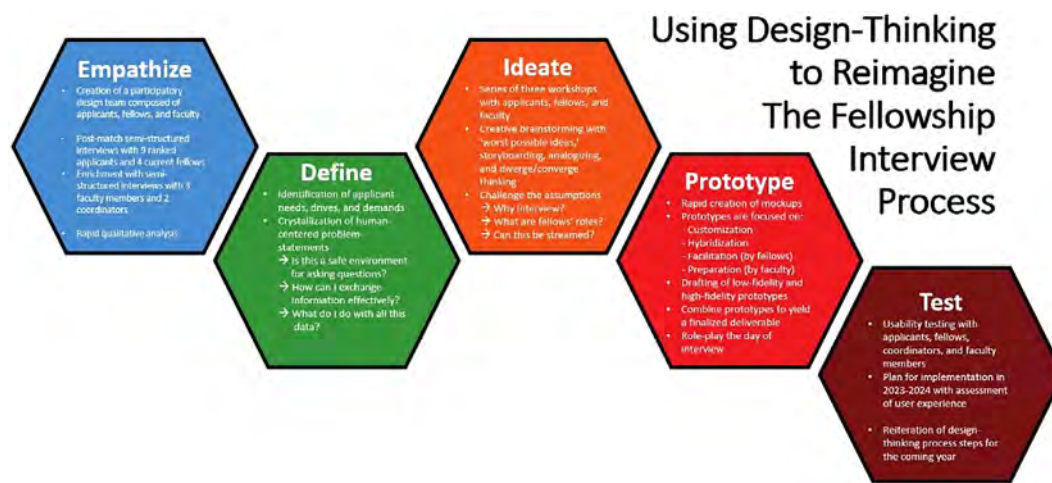 Using Design-Thinking
to Reimagine
The Fellowship
Interview
Process
Empathize
• Creation of a participatory
design team composed of
applicants, fellows, and faculty
- Post-match semi-structured
interviews with 9 ranked
applicants and 4 current fellows
• Enrichment with semi-
structured interviews with 3
faculty members and 2
coordinators
• Rapid qualitative analysis
Define
• Identification of applicant
needs, drives, and demands
• Crystallization of human-
centered problem
statements
→ Is this a safe environment
for asking questions?
→ How can I exchange
information effectively?
→ What do I do with all this
data?
Ideate
• Series of three workshops
with applicants, fellows, and
faculty
• Creative brainstorming with
'worst possible ideas,'
storyboarding, analogizing,
and diverge/converge
thinking
• Challenge the assumptions
→ Why interview?
→ What are fellows' roles?
→ Can this be streamed?
Prototype
• Rapid creation of mockups
• Prototypes are focused on:
- Customization
- Hybridization
- Facilitation (by fellows)
- Preparation (by faculty)
• Drafting of low-fidelity and
high-fidelity prototypes
• Combine prototypes to yield
a finalized deliverable
• Role-play the day of
interview
Test
• Usability testing with
applicants, fellows,
coordinators, and faculty
members
• Plan for implementation in
2023-2024 with assessment
of user experience
• Reiteration of design-
thinking process steps for
the coming year